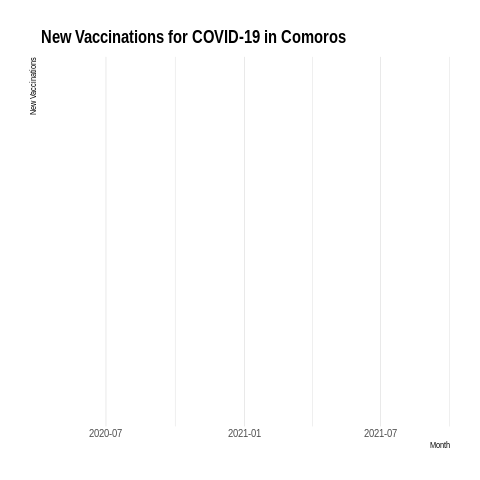 New Vaccinations for COVID-19 in Comoros
New Vaccinations
2020-07
2021-01
2021-07
Month